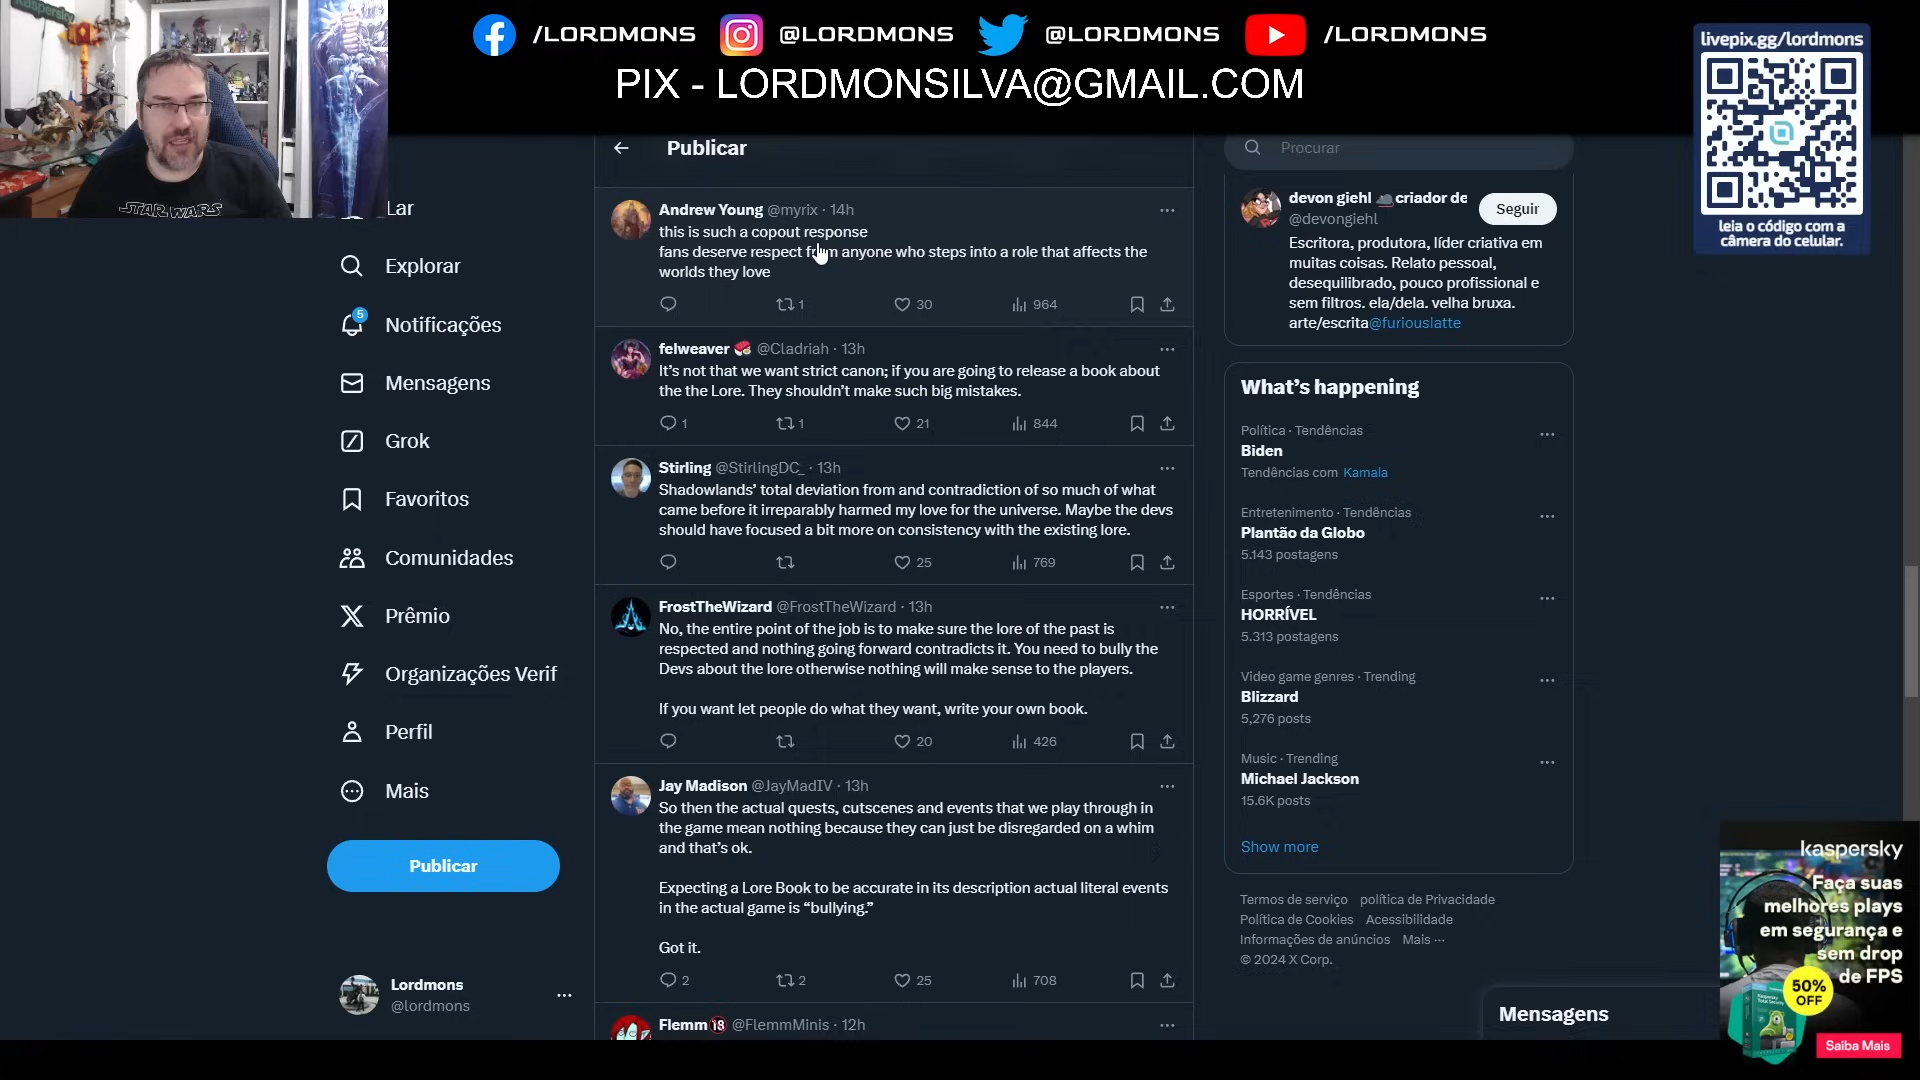 /LORDMONS
@LORDMONS
@LORDMONS
/LORDMONS
PIX - LORDMONSILVA@GMAIL.COM
livepix.gg/lordmons
leia o código com a
câmera do celular.
kaspersky
STAR WARS
Lar
Explorar
5
Notificações
Mensagens
Grok
Favoritos
Comunidades
Prêmio
Organizações Verif
Perfil
Mais
Publicar
Lordmons
@lordmons
Publicar
Andrew Young @myrix · 14h
this is such a copout response
fans deserve respect from anyone who steps into a role that affects the
worlds they love
1 30 964
felweaver @Cladriah · 13h
It’s not that we want strict canon; if you are going to release a book about
the the Lore. They shouldn’t make such big mistakes.
1 1 21 844
Stirling @StirlingDC_ · 13h
Shadowlands’ total deviation from and contradiction of so much of what
came before it irreparably harmed my love for the universe. Maybe the devs
should have focused a bit more on consistency with the existing lore.
25 769
FrostTheWizard @FrostTheWizard · 13h
No, the entire point of the job is to make sure the lore of the past is
respected and nothing going forward contradicts it. You need to bully the
Devs about the lore otherwise nothing will make sense to the players.
If you want let people do what they want, write your own book.
20 426
Jay Madison @JayMadIV · 13h
So then the actual quests, cutscenes and events that we play through in
the game mean nothing because they can just be disregarded on a whim
and that’s ok.
Expecting a Lore Book to be accurate in its description actual literal events
in the actual game is “bullying.”
Got it.
2 2 25 708
Flemm @FlemmMinis · 12h
Procurar
devon giehl criador de
@devongiehl
Seguir
Escritora, produtora, líder criativa em
muitas coisas. Relato pessoal,
desequilibrado, pouco profissional e
sem filtros. ela/dela. velha bruxa.
arte/escrita@furiouslatte
What’s happening
Política · Tendências
Biden
Tendências com Kamala
Entretenimento · Tendências
Plantão da Globo
5.143 postagens
Esportes · Tendências
HORRÍVEL
5.313 postagens
Video game genres · Trending
Blizzard
5,276 posts
Music · Trending
Michael Jackson
15.6K posts
Show more
Termos de serviço política de Privacidade
Política de Cookies Acessibilidade
Informações de anúncios Mais ···
© 2024 X Corp.
Mensagens
kaspersky
Faça suas
melhores plays
em segurança e
sem drop
de FPS
50%
OFF
Saiba Mais